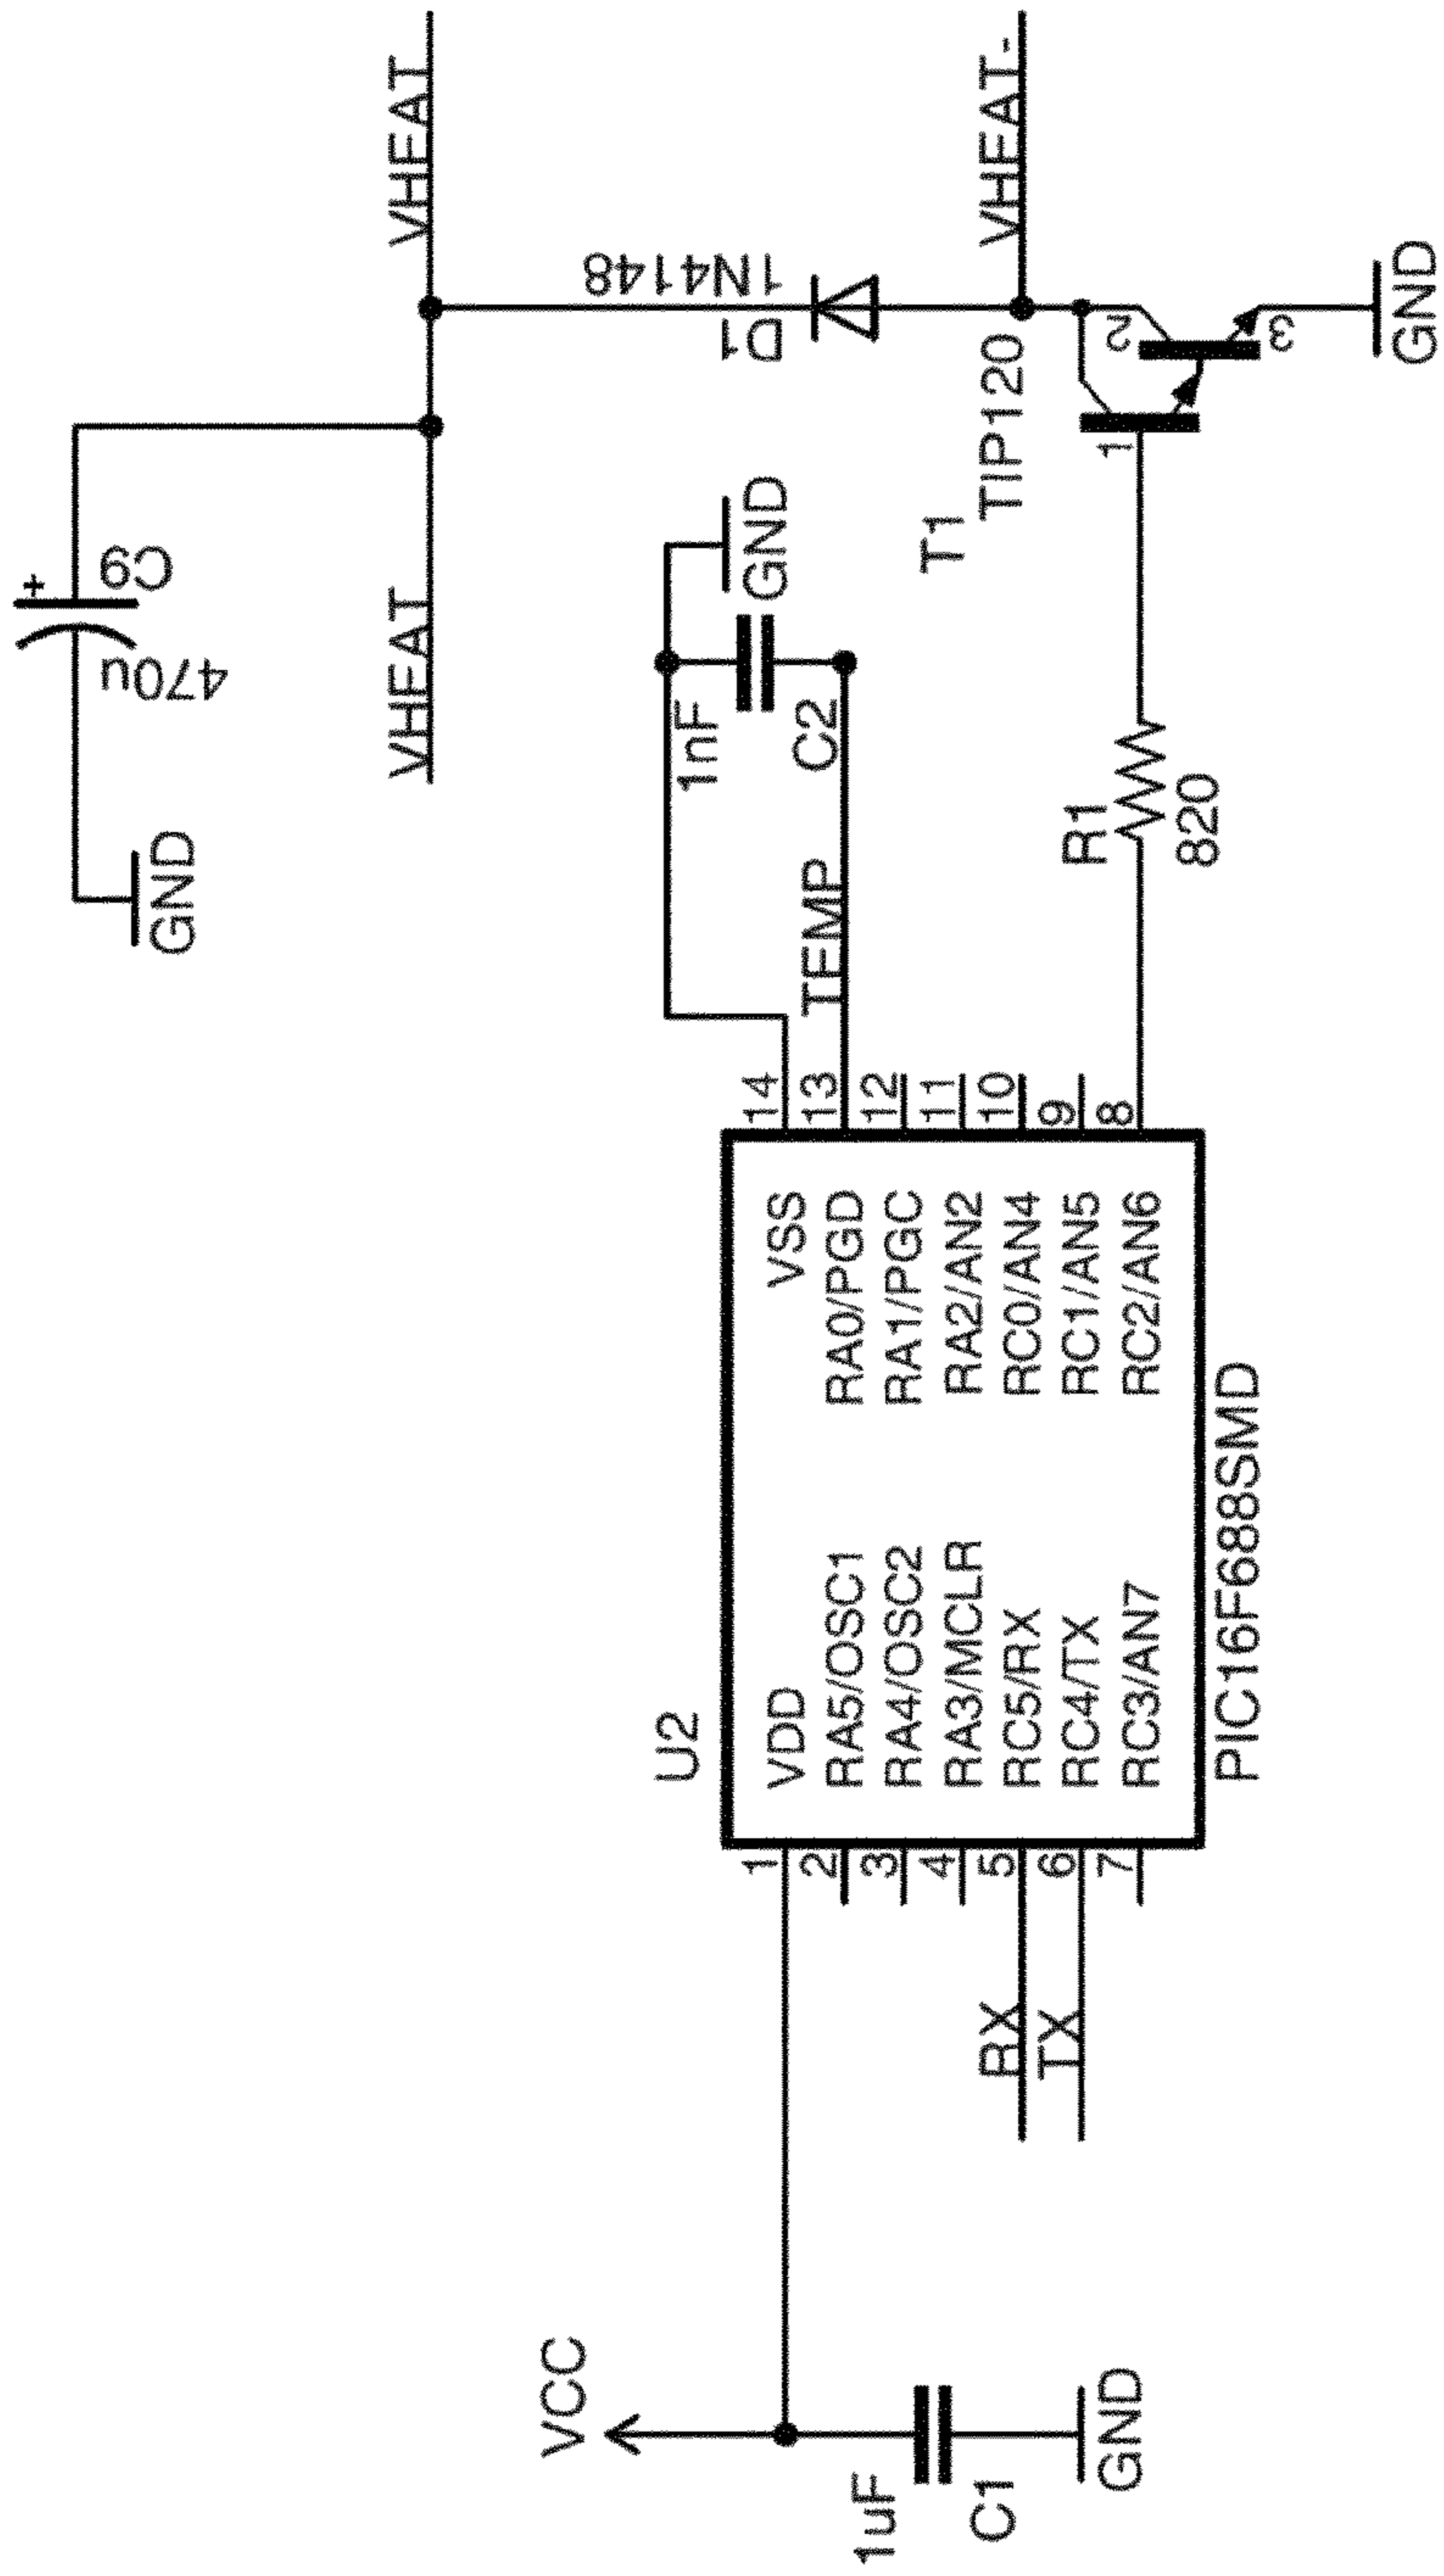 VCC
1uF
C1
GND
U2
1
2
3
4
5
6
7
RX
TX
VDD
RA5/OSC1
RA4/OSC2
RA3/MCLR
RC5/RX
RC4/TX
RC3/AN7
VSS
RA0/PGD
RA1/PGC
RA2/AN2
RC0/AN4
RC1/AN5
RC2/AN6
PIC16F688SMD
14
13
12
11
10
9
8
TEMP
1nF
C2
GND
R1
820
GND
470u
C9
+
VHEAT
VHEAT
D1
1N4148
VHEAT-
T1
TIP120
1
2
3
GND